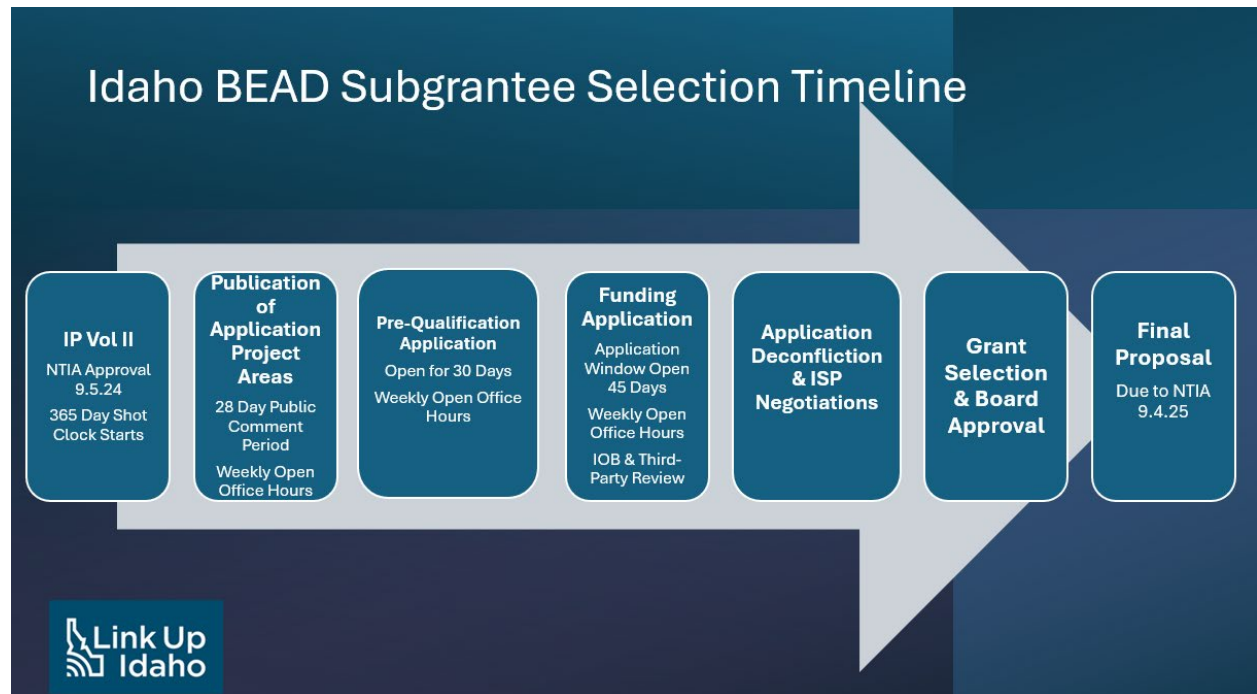 Idaho BEAD Subgrantee Selection Timeline
IP Vol II
NTIA Approval
9.5.24
365 Day Shot
Clock Starts
Publication
of
Application
Project
Areas
28 Day Public
Comment
Period
Weekly Open
Office Hours
Pre-Qualification
Application
Open for 30 Days
Weekly Open Office
Hours
Funding
Application
Application
Window Open
45 Days
Weekly Open
Office Hours
IOB & Third-
Party Review
Application
Deconfliction
& ISP
Negotiations
Grant
Selection
& Board
Approval
Final
Proposal
Due to NTIA
9.4.25
Link Up
Idaho